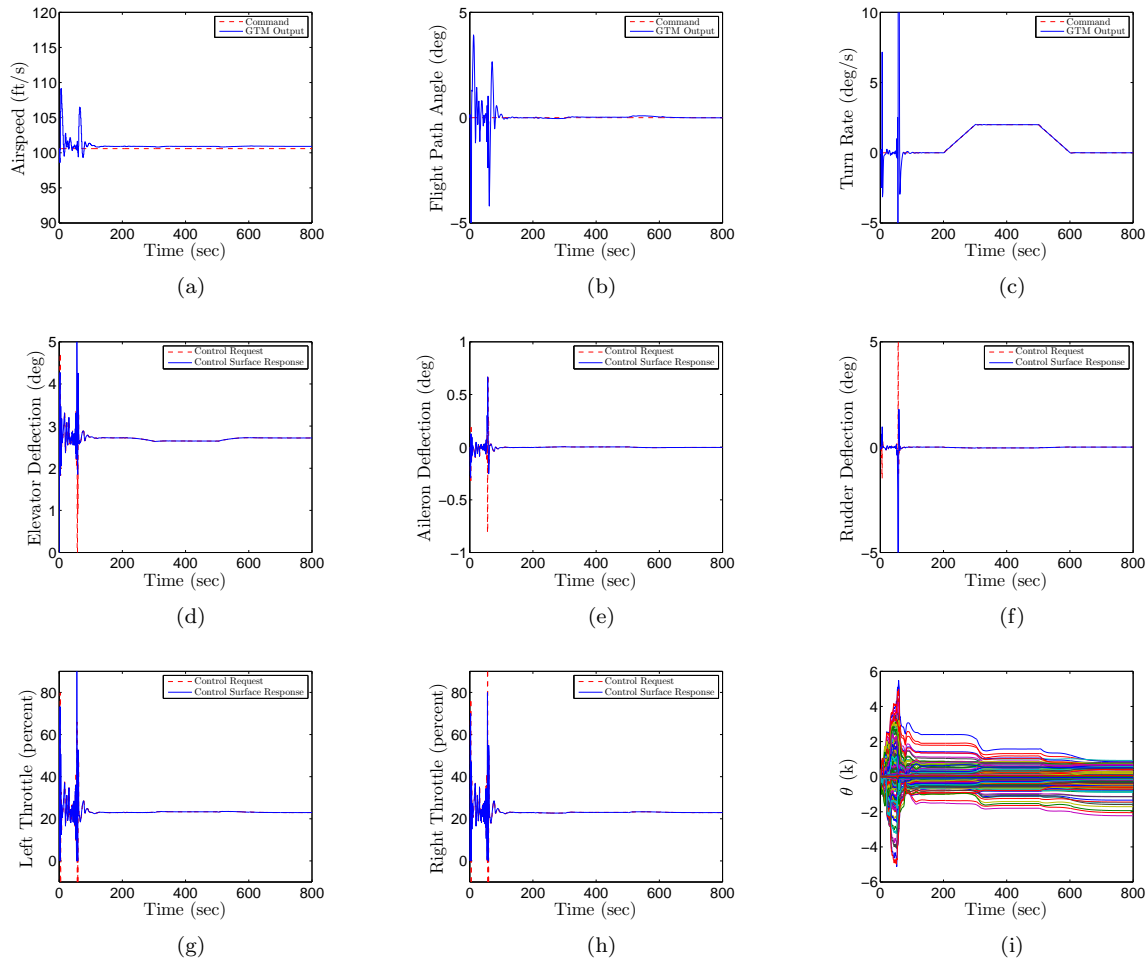 120
115
110
105
100
95
90
Airspeed (ft/s)
Command
GTM Output
0 200 400 600 800
Time (sec)
(a)
5
0
−5
Flight Path Angle (deg)
Command
GTM Output
0 200 400 600 800
Time (sec)
(b)
10
5
0
−5
Turn Rate (deg/s)
Command
GTM Output
0 200 400 600 800
Time (sec)
(c)
5
4
3
2
1
0
Elevator Deflection (deg)
Control Request
Control Surface Response
0 200 400 600 800
Time (sec)
(d)
1
0.5
0
−0.5
−1
Aileron Deflection (deg)
Control Request
Control Surface Response
0 200 400 600 800
Time (sec)
(e)
5
0
−5
Rudder Deflection (deg)
Control Request
Control Surface Response
0 200 400 600 800
Time (sec)
(f)
80
60
40
20
0
Left Throttle (percent)
Control Request
Control Surface Response
0 200 400 600 800
Time (sec)
(g)
80
60
40
20
0
Right Throttle (percent)
Control Request
Control Surface Response
0 200 400 600 800
Time (sec)
(h)
6
4
2
0
−2
−4
−6
θ (k)
0 200 400 600 800
Time (sec)
(i)